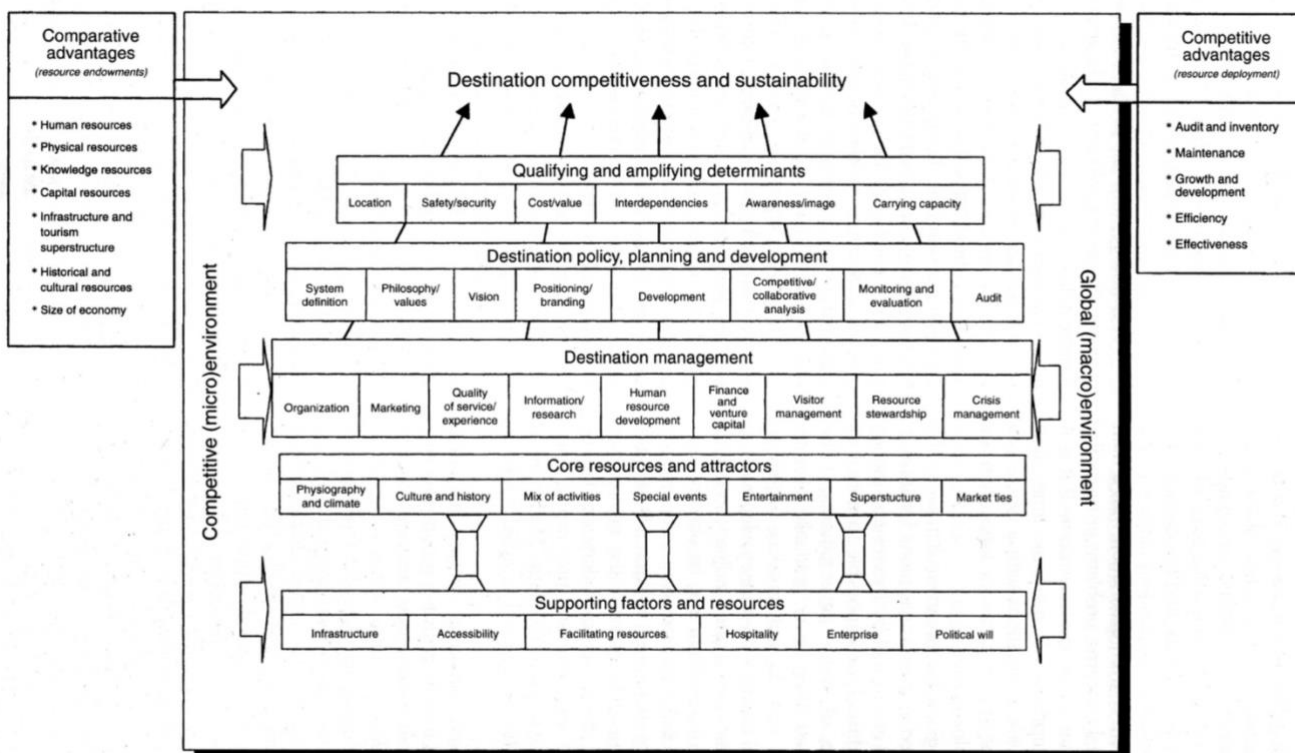 Comparative
advantages
(resource endowments)
* Human resources
* Physical resources
* Knowledge resources
* Capital resources
* Infrastructure and
tourism
superstructure
* Historical and
cultural resources
* Size of economy
Competitive (micro)environment
Destination competitiveness and sustainability
Qualifying and amplifying determinants
Location Safety/security Cost/value Interdependencies Awareness/image Carrying capacity
Destination policy, planning and development
System
definition
Philosophy/
values
Vision
Positioning/
branding
Development
Competitive/
collaborative
analysis
Monitoring and
evaluation
Audit
Destination management
Organization
Marketing
Quality
of service/
experience
Information/
research
Human
resource
development
Finance
and
venture
capital
Visitor
management
Resource
stewardship
Crisis
management
Core resources and attractors
Physiography
and climate
Culture and history
Mix of activities
Special events
Entertainment
Superstucture
Market ties
Supporting factors and resources
Infrastructure Accessibility Facilitating resources Hospitality Enterprise Political will
Global (macro)environment
Competitive
advantages
(resource deployment)
* Audit and inventory
* Maintenance
* Growth and
development
* Efficiency
* Effectiveness